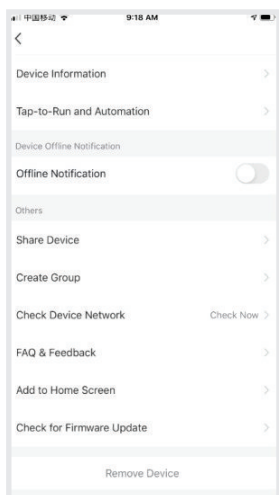 中国移动
9:18 AM
Device Information
Tap-to-Run and Automation
Device Offline Notification
Offline Notification
Others
Share Device
Create Group
Check Device Network Check Now
FAQ & Feedback
Add to Home Screen
Check for Firmware Update
Remove Device